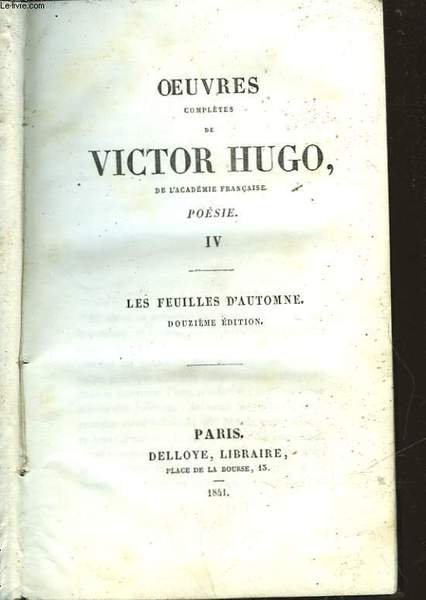 © Le-livre.com
OEUVRES
COMPLÈTES
DE
VICTOR HUGO,
DE L'ACADÉMIE FRANÇAISE.
POÉSIE.
IV
LES FEUILLES D'AUTOMNE.
DOUZIÈME ÉDITION.
PARIS.
DELLOYE, LIBRAIRE,
PLACE DE LA BOURSE, 13.
1841.